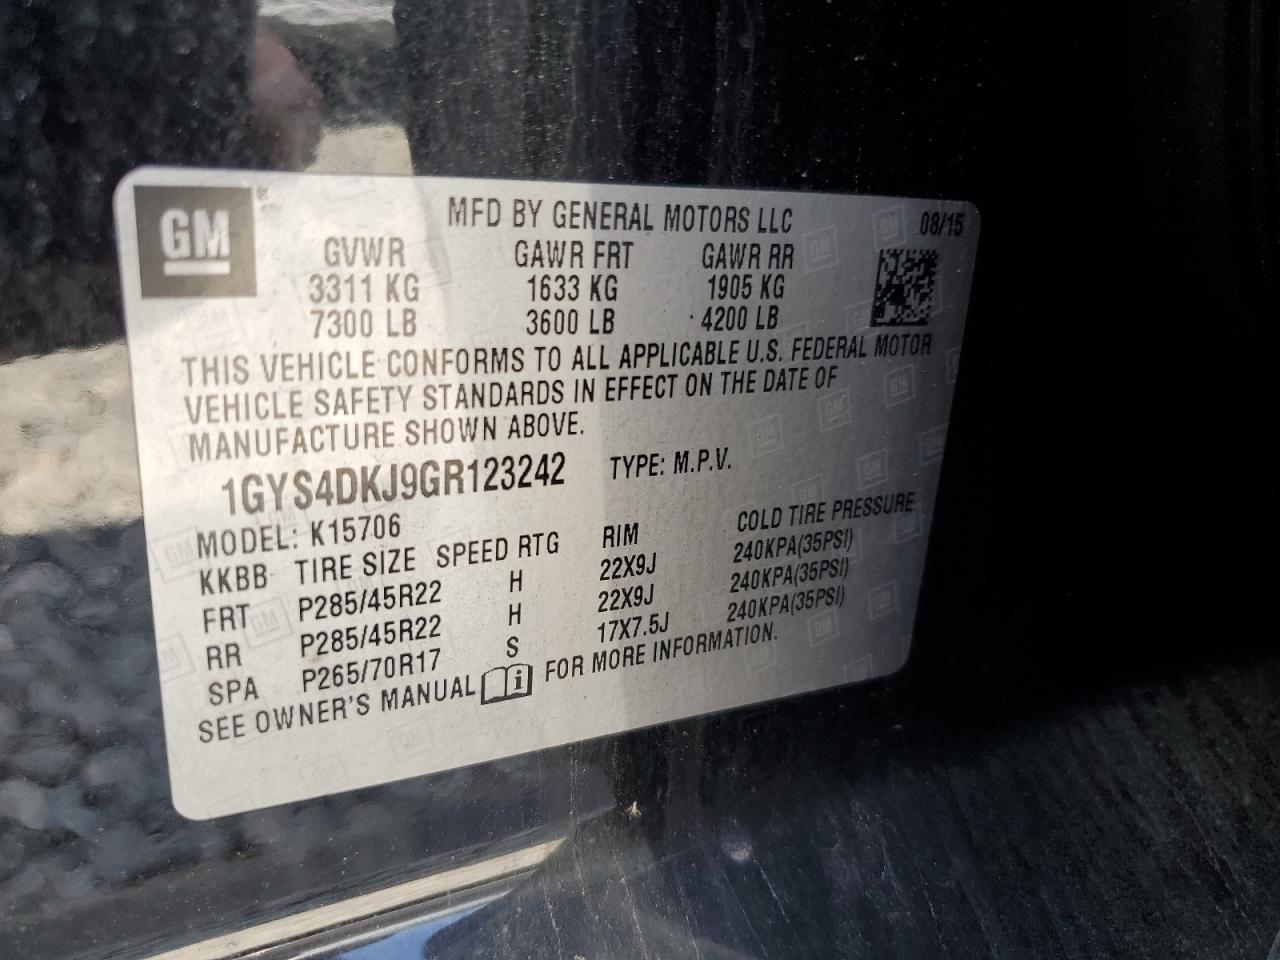 GM ®
MFD BY GENERAL MOTORS LLC 08/15
GVWR GAWR FRT GAWR RR
3311 KG 1633 KG 1905 KG
7300 LB 3600 LB 4200 LB
THIS VEHICLE CONFORMS TO ALL APPLICABLE U.S. FEDERAL MOTOR
VEHICLE SAFETY STANDARDS IN EFFECT ON THE DATE OF
MANUFACTURE SHOWN ABOVE.
1GYS4DKJ9GR123242 TYPE: M.P.V.
MODEL: K15706
KKBB TIRE SIZE SPEED RTG RIM COLD TIRE PRESSURE
FRT P285/45R22 H 22X9J 240KPA(35PSI)
RR P285/45R22 H 22X9J 240KPA(35PSI)
SPA P265/70R17 S 17X7.5J 240KPA(35PSI)
SEE OWNER'S MANUAL i FOR MORE INFORMATION.